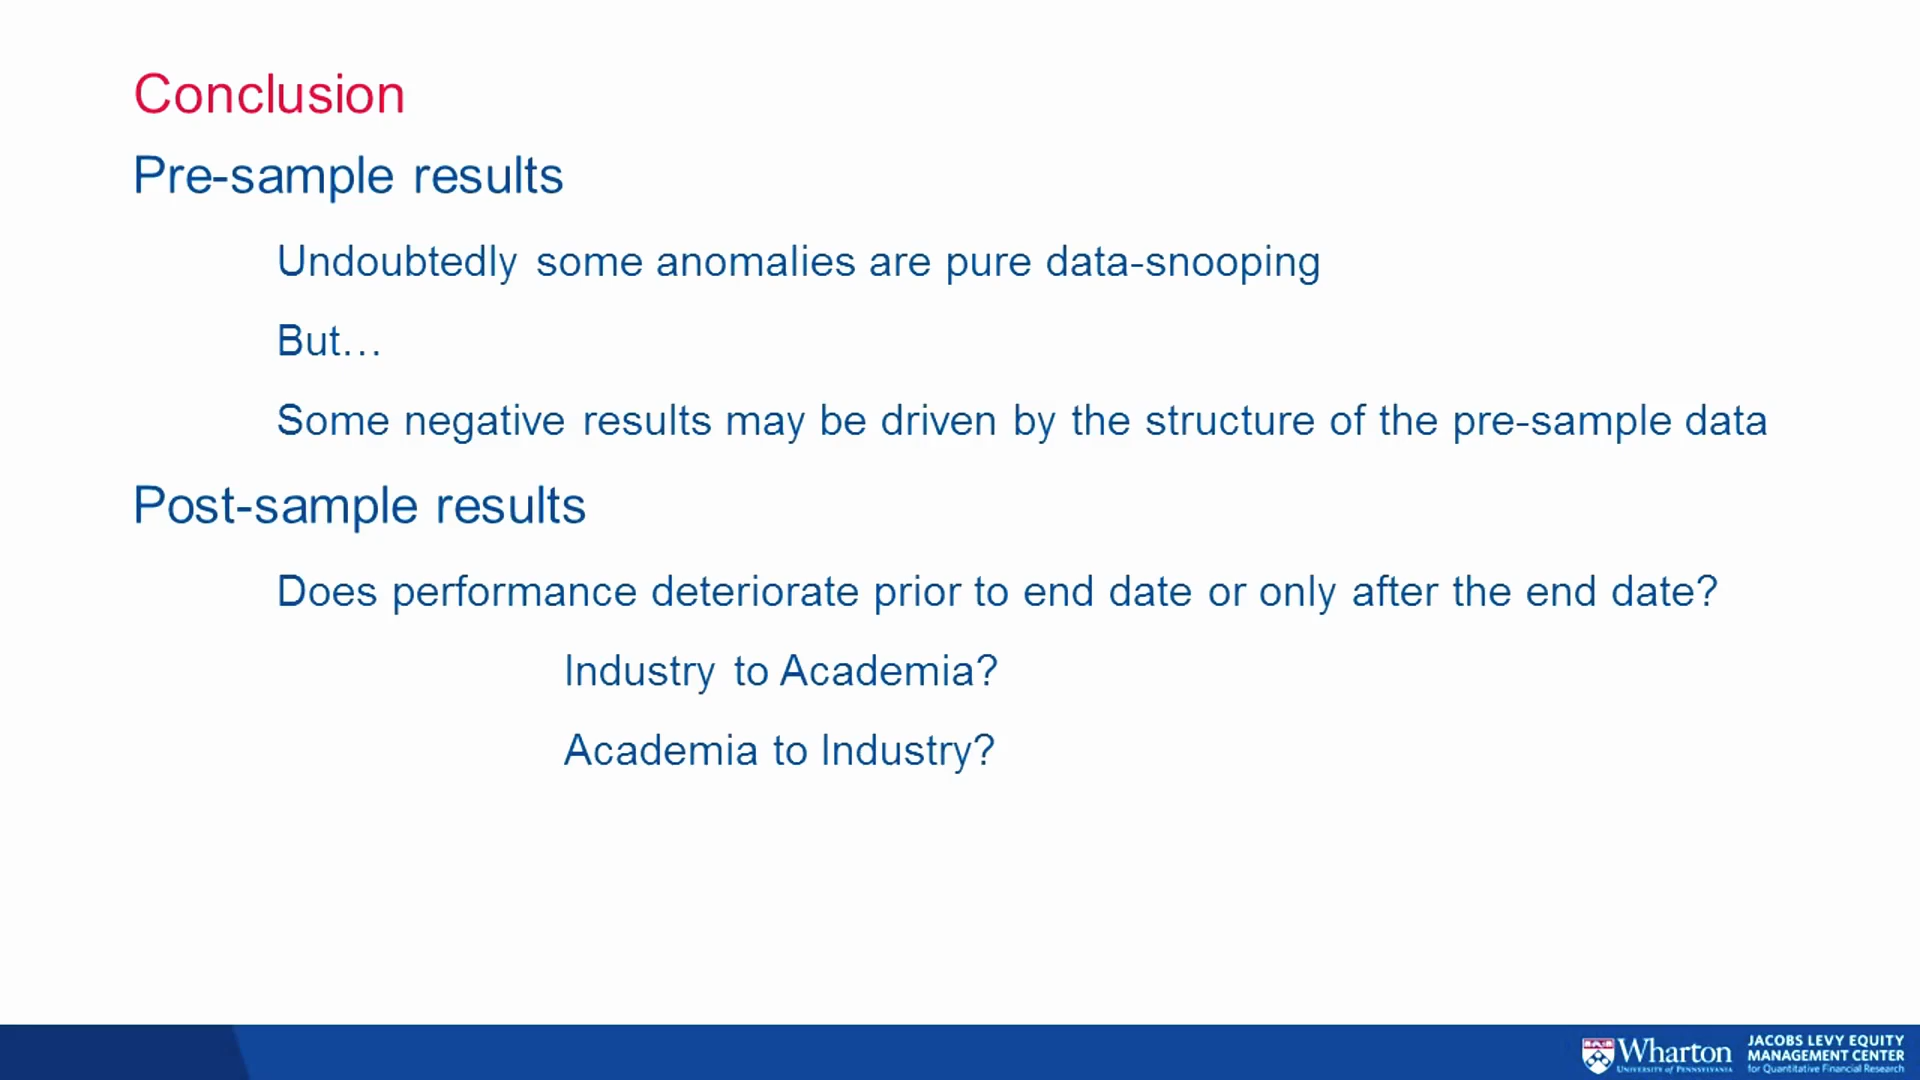 Conclusion
Pre-sample results
Undoubtedly some anomalies are pure data-snooping
But…
Some negative results may be driven by the structure of the pre-sample data
Post-sample results
Does performance deteriorate prior to end date or only after the end date?
Industry to Academia?
Academia to Industry?
Wharton
UNIVERSITY of PENNSYLVANIA
JACOBS LEVY EQUITY
MANAGEMENT CENTER
for Quantitative Financial Research